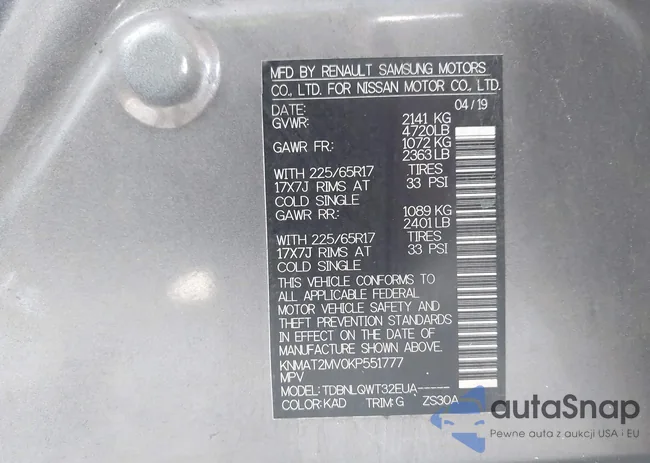 MFD BY RENAULT SAMSUNG MOTORS
CO., LTD. FOR NISSAN MOTOR CO., LTD.
DATE: 04/19
GVWR: 2141 KG
4720LB
GAWR FR.: 1072 KG
2363 LB
WITH 225/65R17 TIRES
17X7J RIMS AT 33 PSI
COLD SINGLE
GAWR RR.: 1089 KG
2401 LB
WITH 225/65R17 TIRES
17X7J RIMS AT 33 PSI
COLD SINGLE
THIS VEHICLE CONFORMS TO
ALL APPLICABLE FEDERAL
MOTOR VEHICLE SAFETY AND
THEFT PREVENTION STANDARDS
IN EFFECT ON THE DATE OF
MANUFACTURE SHOWN ABOVE.
KNMAT2MV0KP551777
MPV
MODEL: TDBNLQWT32EUA-----
COLOR: KAD TRIM: G ZS30A
autaSnap
Pewne auta z aukcji USA i EU